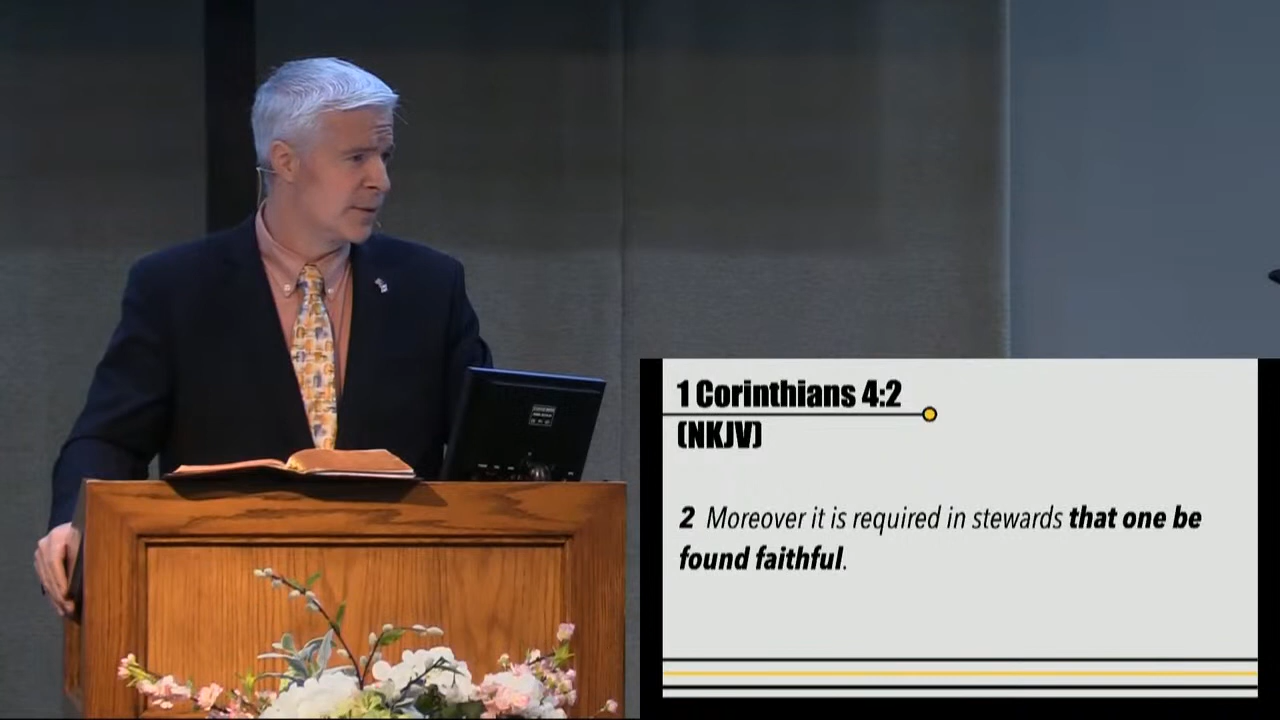 1 Corinthians 4:2
(NKJV)
2 Moreover it is required in stewards that one be
found faithful.